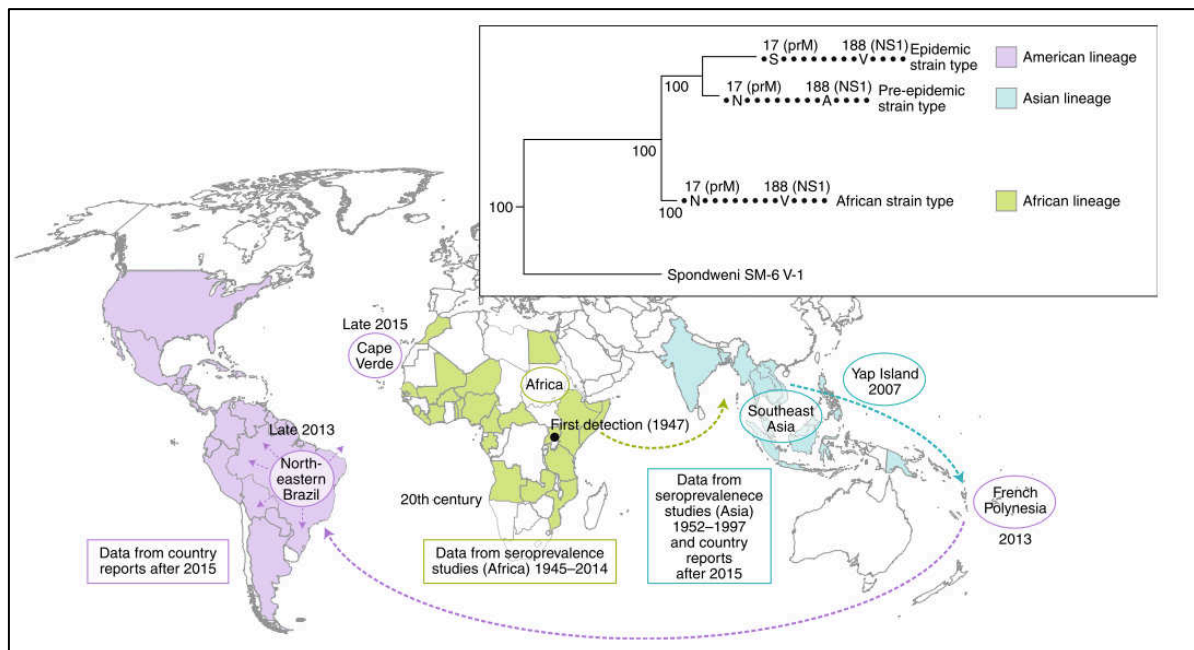 17 (prM) 188 (NS1)
S V
Epidemic
strain type
17 (prM) 188 (NS1)
N A
Pre-epidemic
strain type
100
100
17 (prM) 188 (NS1)
N V
African strain type
100
100
Spondweni SM-6 V-1
American lineage
Asian lineage
African lineage
Late 2015
Cape
Verde
Africa
First detection (1947)
20th century
Late 2013
North-
eastern
Brazil
Southeast
Asia
Yap Island
2007
French
Polynesia
2013
Data from country
reports after 2015
Data from seroprevalence
studies (Africa) 1945–2014
Data from
seroprevalenece
studies (Asia)
1952–1997
and country
reports
after 2015